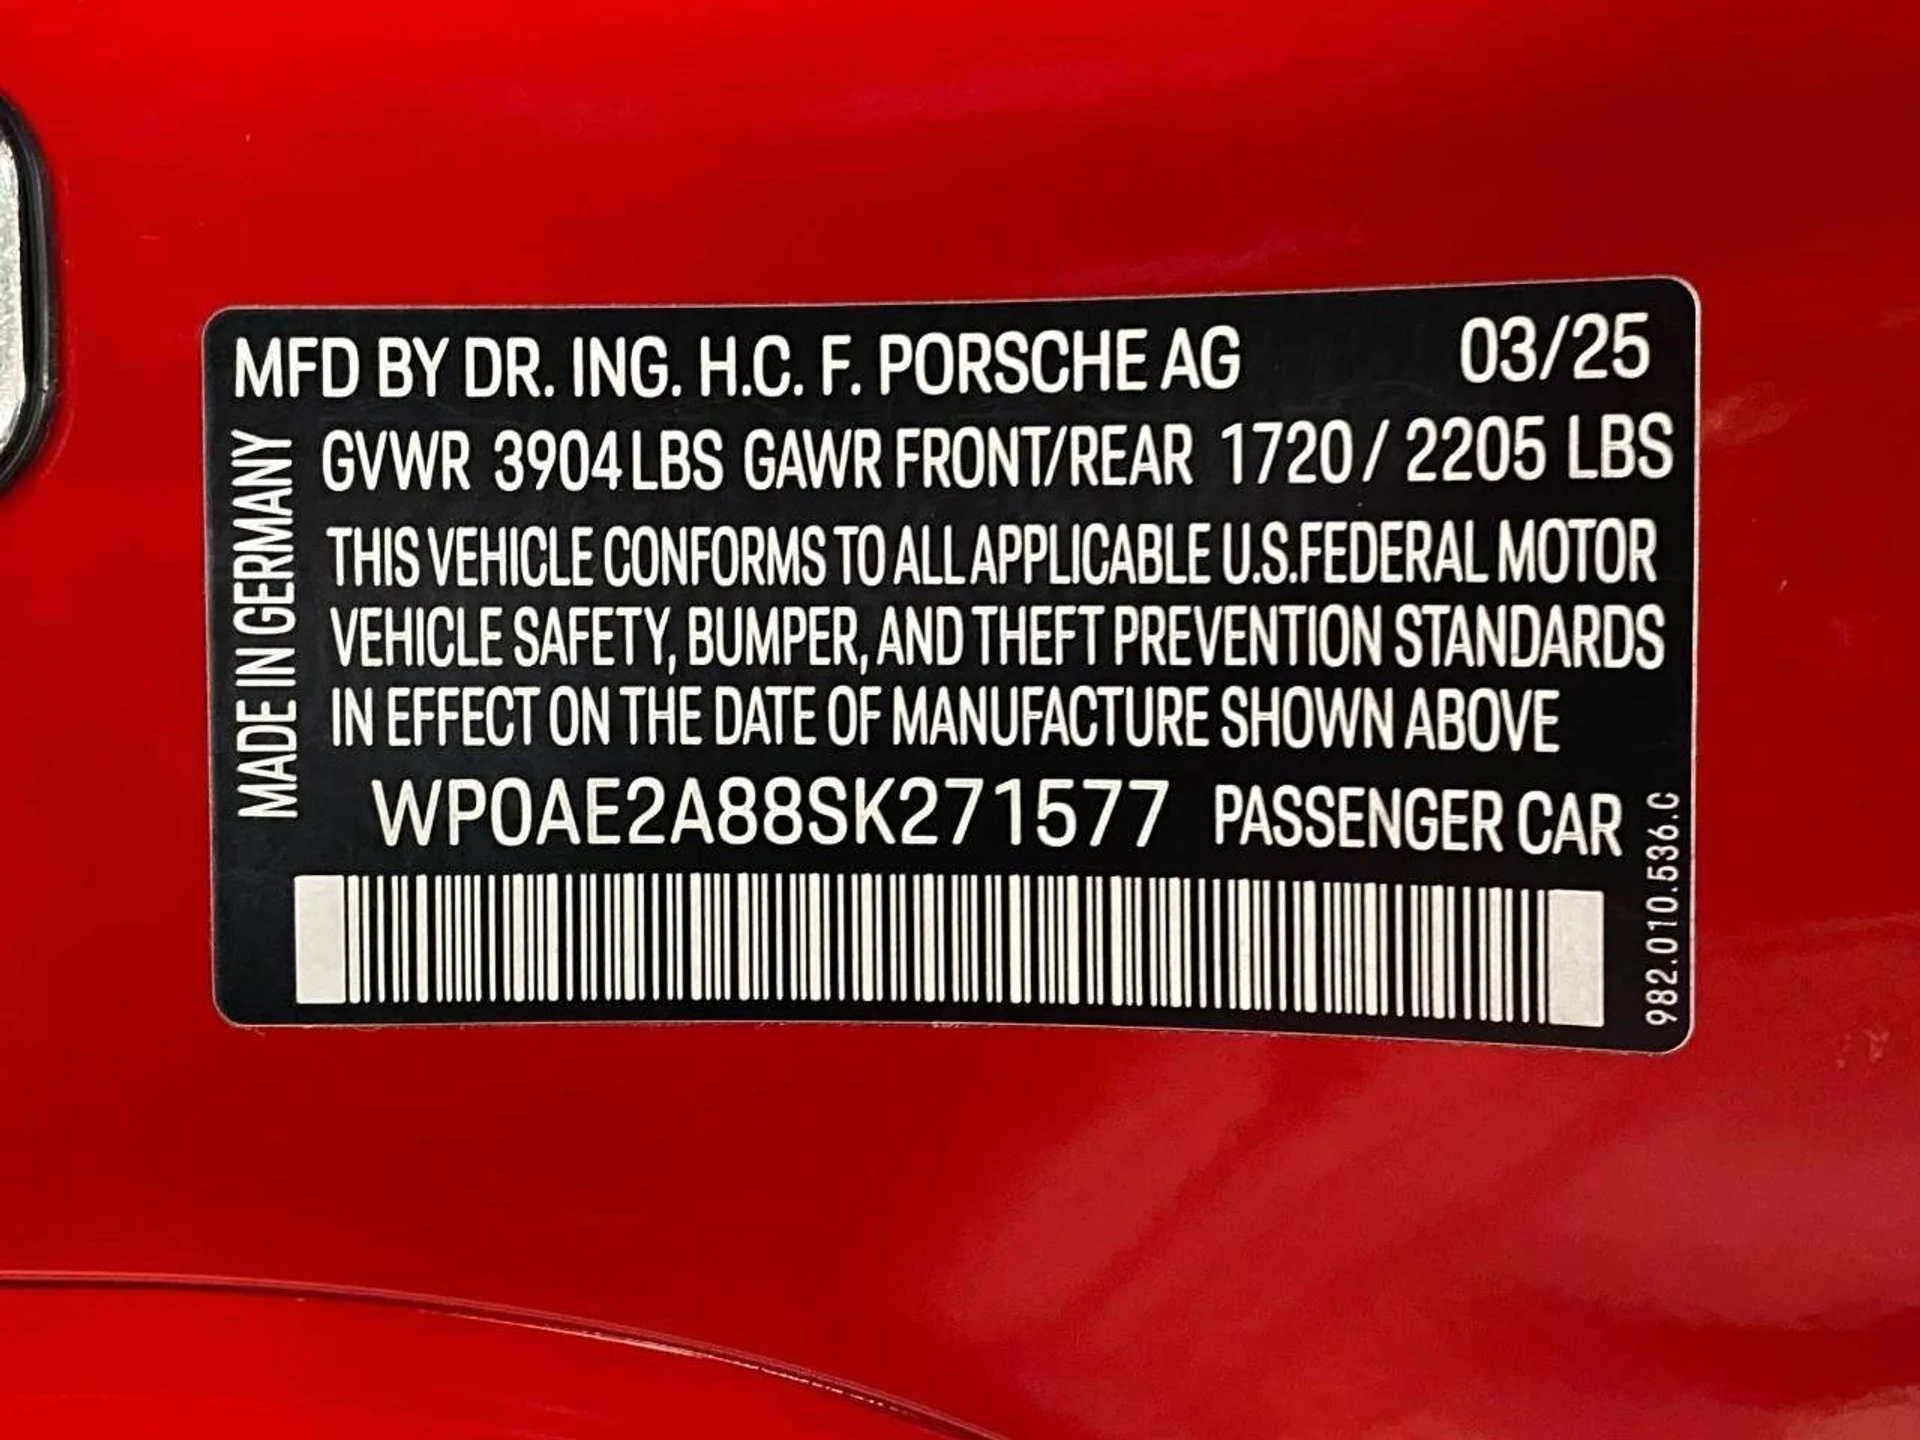 MFD BY DR. ING. H.C. F. PORSCHE AG 03/25
GVWR 3904 LBS GAWR FRONT/REAR 1720 / 2205 LBS
THIS VEHICLE CONFORMS TO ALL APPLICABLE U.S.FEDERAL MOTOR
VEHICLE SAFETY, BUMPER, AND THEFT PREVENTION STANDARDS
IN EFFECT ON THE DATE OF MANUFACTURE SHOWN ABOVE
WP0AE2A88SK271577 PASSENGER CAR
MADE IN GERMANY
982.010.536.C